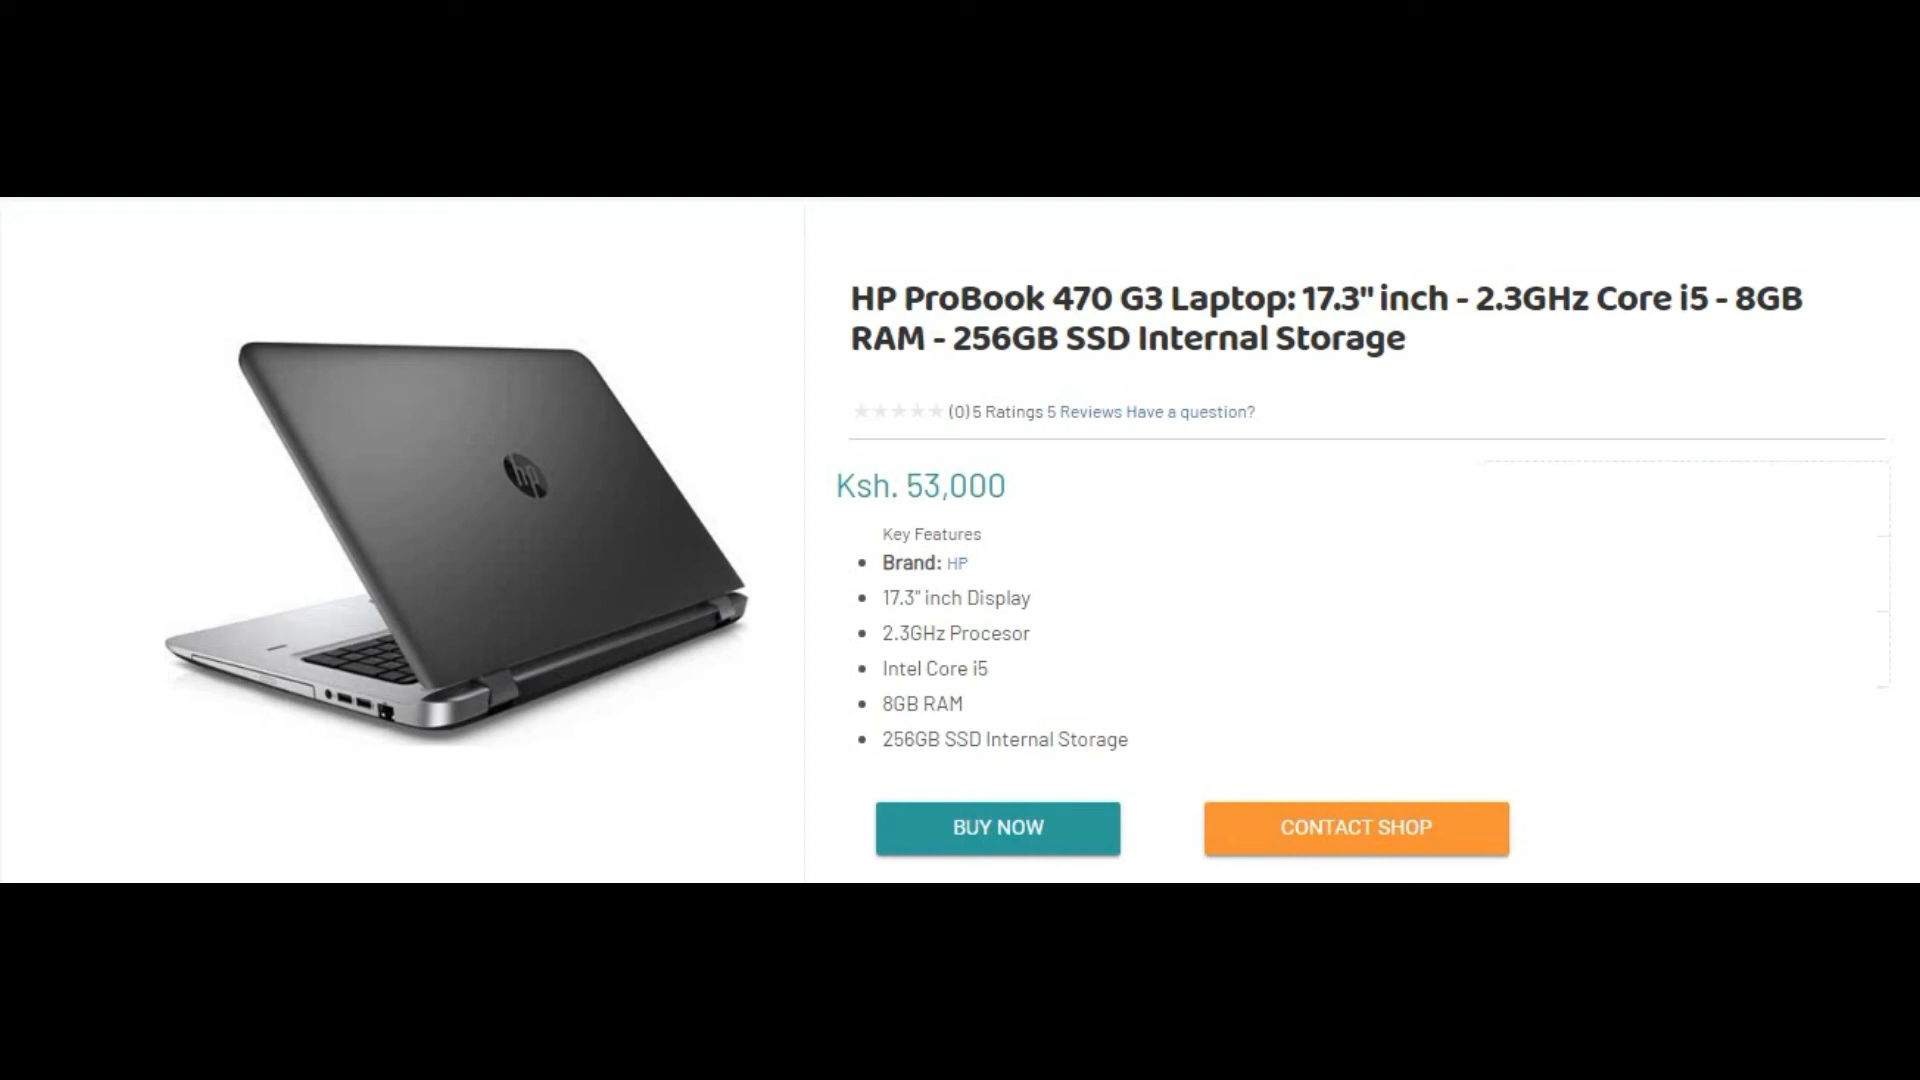 hp
HP ProBook 470 G3 Laptop: 17.3" inch - 2.3GHz Core i5 - 8GB
RAM - 256GB SSD Internal Storage
(0) 5 Ratings 5 Reviews Have a question?
Ksh. 53,000
Key Features
Brand: HP
17.3" inch Display
2.3GHz Procesor
Intel Core i5
8GB RAM
256GB SSD Internal Storage
BUY NOW
CONTACT SHOP